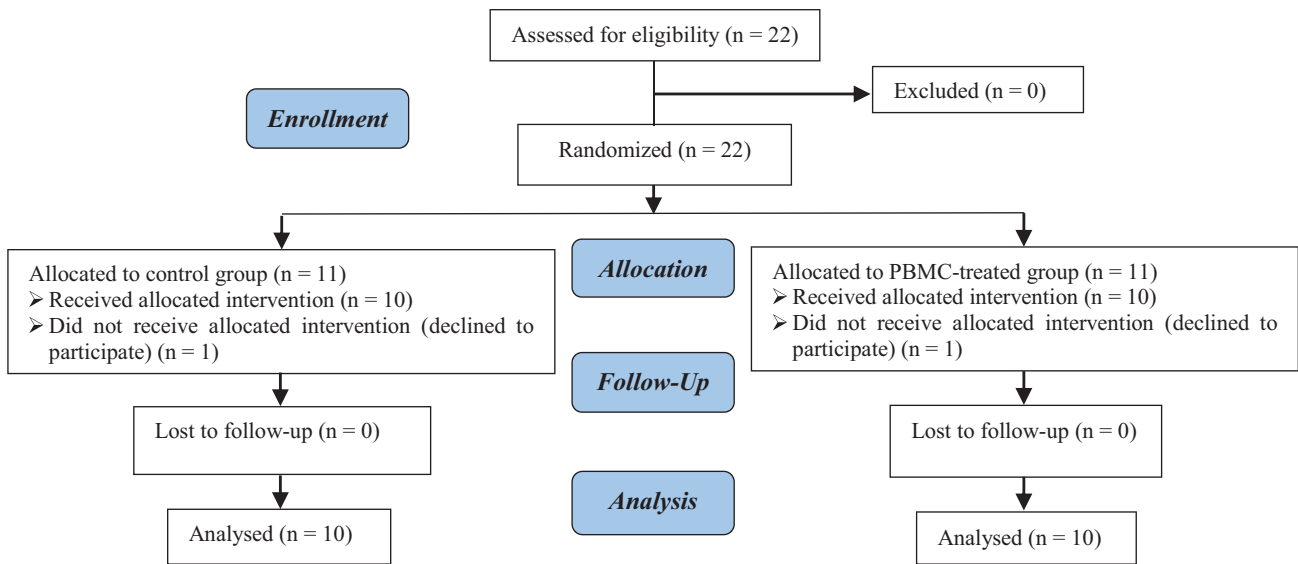 Assessed for eligibility (n = 22)
Excluded (n = 0)
Enrollment
Randomized (n = 22)
Allocated to control group (n = 11)
➢ Received allocated intervention (n = 10)
➢ Did not receive allocated intervention (declined to
participate) (n = 1)
Allocation
Allocated to PBMC-treated group (n = 11)
➢ Received allocated intervention (n = 10)
➢ Did not receive allocated intervention (declined to
participate) (n = 1)
Follow-Up
Lost to follow-up (n = 0)
Lost to follow-up (n = 0)
Analysis
Analysed (n = 10)
Analysed (n = 10)